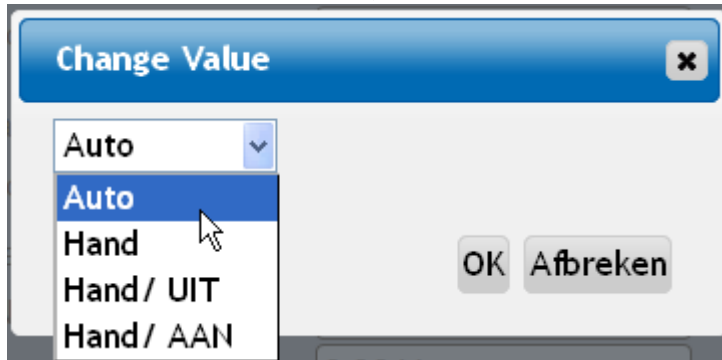 Change Value
Auto
Auto
Hand
Hand/ UIT
Hand/ AAN
OK Afbreken